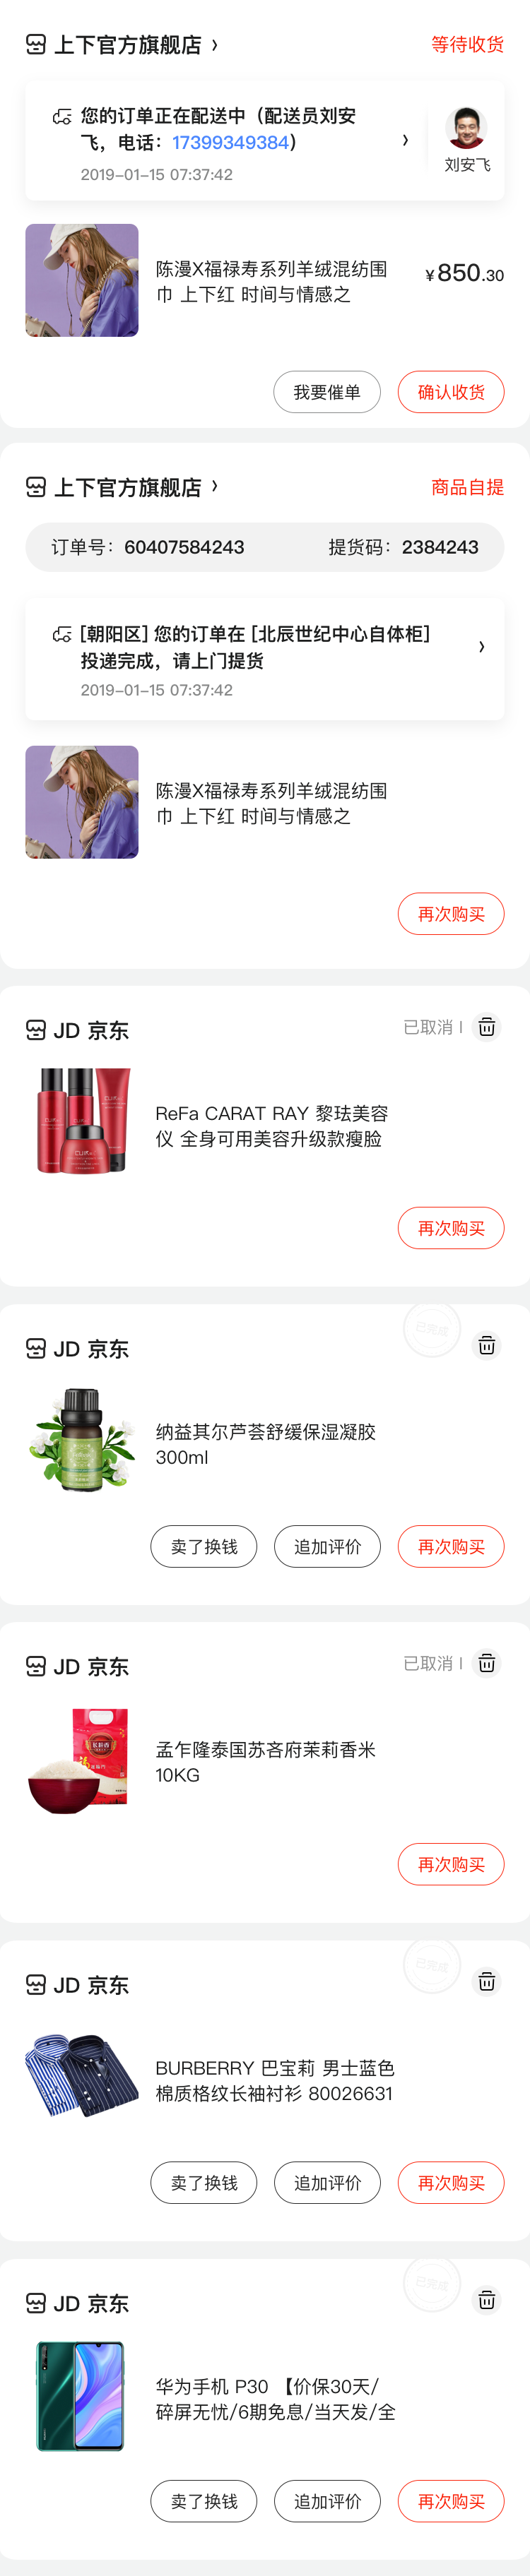 上下官方旗舰店
等待收货
您的订单正在配送中（配送员刘安
飞，电话：17399349384）
2019-01-15 07:37:42
刘安飞
陈漫X福禄寿系列羊绒混纺围
巾 上下红 时间与情感之
¥850.30
我要催单
确认收货
上下官方旗舰店
商品自提
订单号：60407584243
提货码：2384243
[朝阳区] 您的订单在 [北辰世纪中心自体柜]
投递完成，请上门提货
2019-01-15 07:37:42
陈漫X福禄寿系列羊绒混纺围
巾 上下红 时间与情感之
再次购买
JD 京东
已取消
ReFa CARAT RAY 黎珐美容
仪 全身可用美容升级款瘦脸
再次购买
JD 京东
已完成
纳益其尔芦荟舒缓保湿凝胶
300ml
卖了换钱
追加评价
再次购买
JD 京东
已取消
孟乍隆泰国苏吝府茉莉香米
10KG
再次购买
JD 京东
已完成
BURBERRY 巴宝莉 男士蓝色
棉质格纹长袖衬衫 80026631
卖了换钱
追加评价
再次购买
JD 京东
已完成
华为手机 P30 【价保30天/
碎屏无忧/6期免息/当天发/全
卖了换钱
追加评价
再次购买